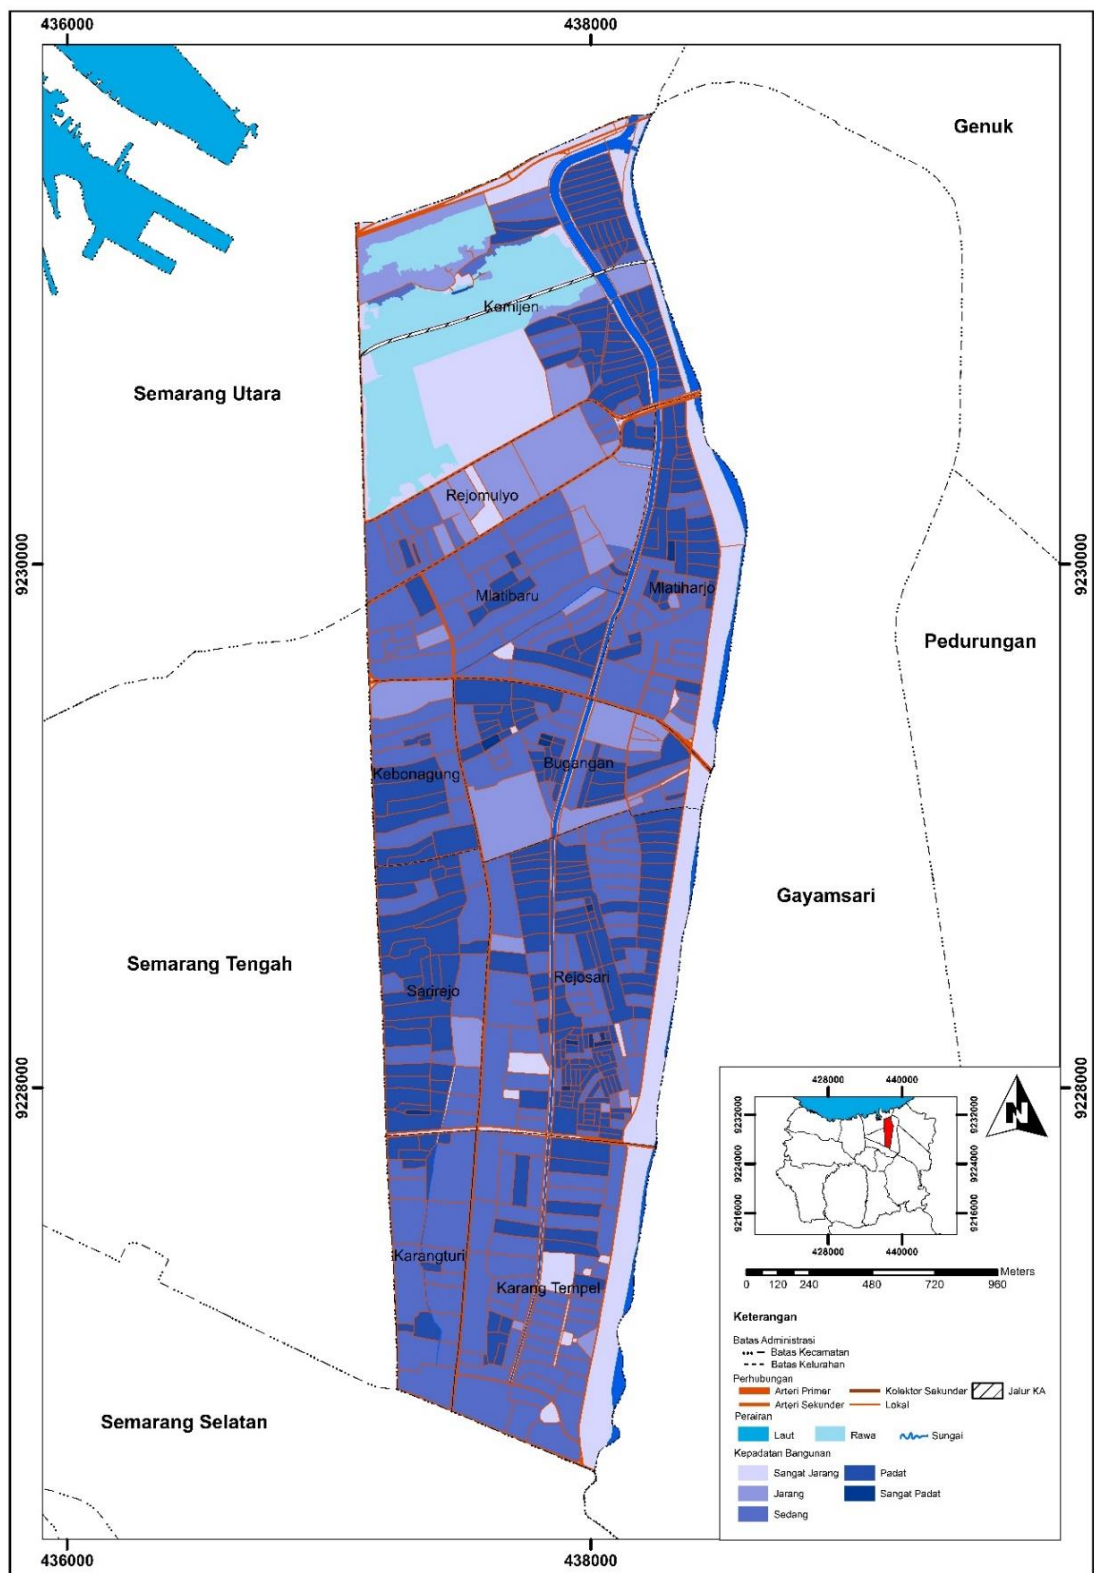 436000
438000
Genuk
Kemijen
Semarang Utara
Rejomulyo
9230000
9230000
Mlatibaru
Mlatiharjo
Pedurungan
Kebonagung
Bugangan
Gayamsari
Semarang Tengah
Sarirejo
Rejosari
9228000
9228000
Karangturi
Karang Tempel
Semarang Selatan
428000
440000
9232000
9232000
9224000
9224000
9216000
9216000
428000
440000
N
Meters
0 120 240 480 720 960
Keterangan
Batas Administrasi
Batas Kecamatan
Batas Kelurahan
Perhubungan
Arteri Primer Kolektor Sekunder Jalur KA
Arteri Sekunder Lokal
Perairan
Laut Rawa Sungai
Kepadatan Bangunan
Sangat Jarang Padat
Jarang Sangat Padat
Sedang
436000
438000